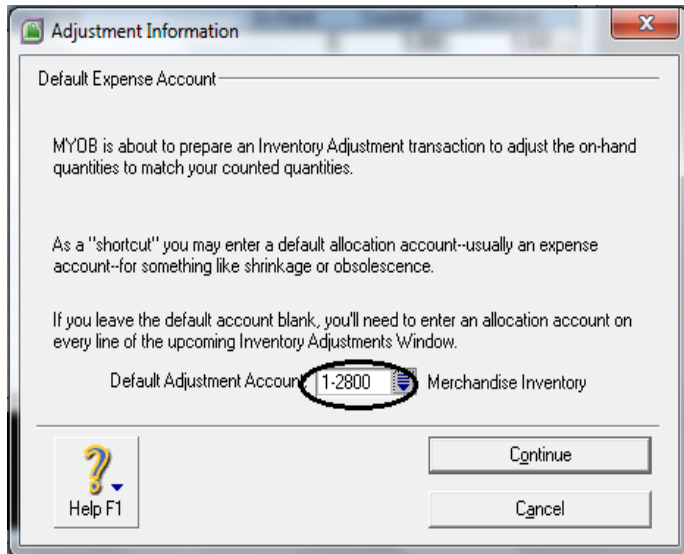 Adjustment Information
X
Default Expense Account
MYOB is about to prepare an Inventory Adjustment transaction to adjust the on-hand
quantities to match your counted quantities.
As a "shortcut" you may enter a default allocation account--usually an expense
account--for something like shrinkage or obsolescence.
If you leave the default account blank, you'll need to enter an allocation account on
every line of the upcoming Inventory Adjustments Window.
Default Adjustment Account 1-2800 Merchandise Inventory
?
Help F1
Continue
Cancel